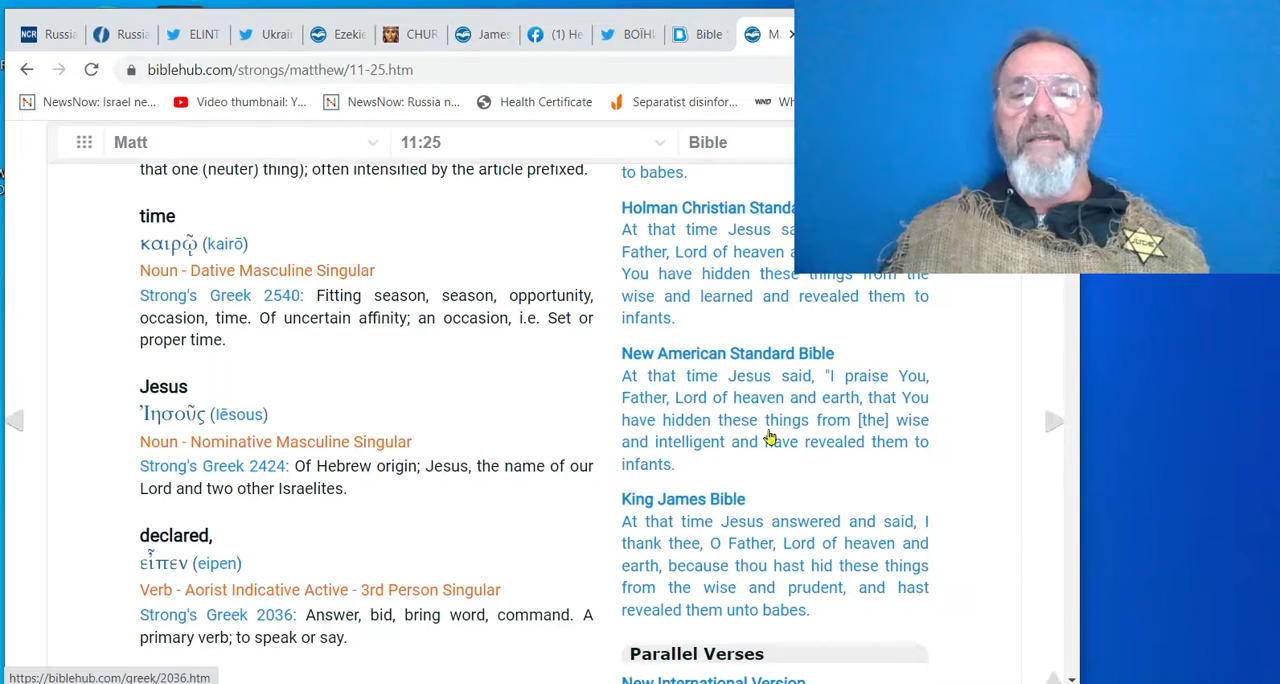 NCR
Russia
Russia
ELINT
Ukrai
Ezekie
CHUR
James
(1) He
BOÏHI
Bible
M
biblehub.com/strongs/matthew/11-25.htm
NewsNow: Israel ne...
Video thumbnail: Y...
NewsNow: Russia n...
Health Certificate
Separatist disinfor...
WND
Wh
Matt
11:25
Bible
that one (neuter) thing); often intensified by the article prefixed.
time
καιρῷ (kairō)
Noun - Dative Masculine Singular
Strong's Greek 2540: Fitting season, season, opportunity,
occasion, time. Of uncertain affinity; an occasion, i.e. Set or
proper time.
Jesus
Ἰησοῦς (Iēsous)
Noun - Nominative Masculine Singular
Strong's Greek 2424: Of Hebrew origin; Jesus, the name of our
Lord and two other Israelites.
declared,
εἶπεν (eipen)
Verb - Aorist Indicative Active - 3rd Person Singular
Strong's Greek 2036: Answer, bid, bring word, command. A
primary verb; to speak or say.
https://biblehub.com/greek/2036.htm
to babes.
Holman Christian Standa
At that time Jesus sa
Father, Lord of heaven a
You have hidden these things from the
wise and learned and revealed them to
infants.
New American Standard Bible
At that time Jesus said, "I praise You,
Father, Lord of heaven and earth, that You
have hidden these things from [the] wise
and intelligent and have revealed them to
infants.
King James Bible
At that time Jesus answered and said, I
thank thee, O Father, Lord of heaven and
earth, because thou hast hid these things
from the wise and prudent, and hast
revealed them unto babes.
Parallel Verses
New International Version